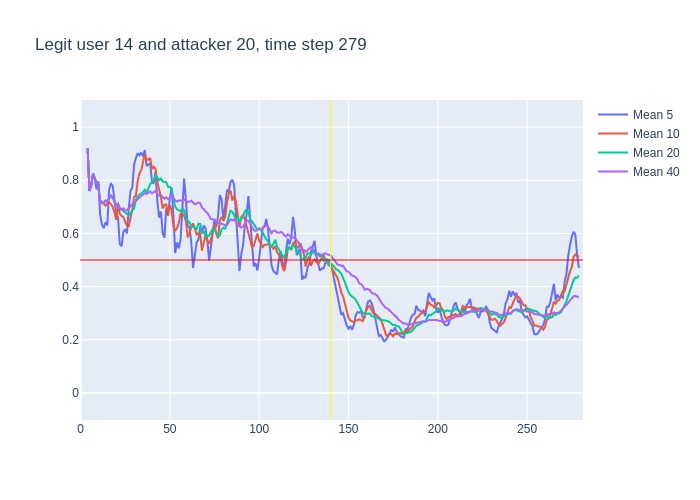 Legit user 14 and attacker 20, time step 279
Mean 5
Mean 10
Mean 20
Mean 40
1
0.8
0.6
0.4
0.2
0
0 50 100 150 200 250